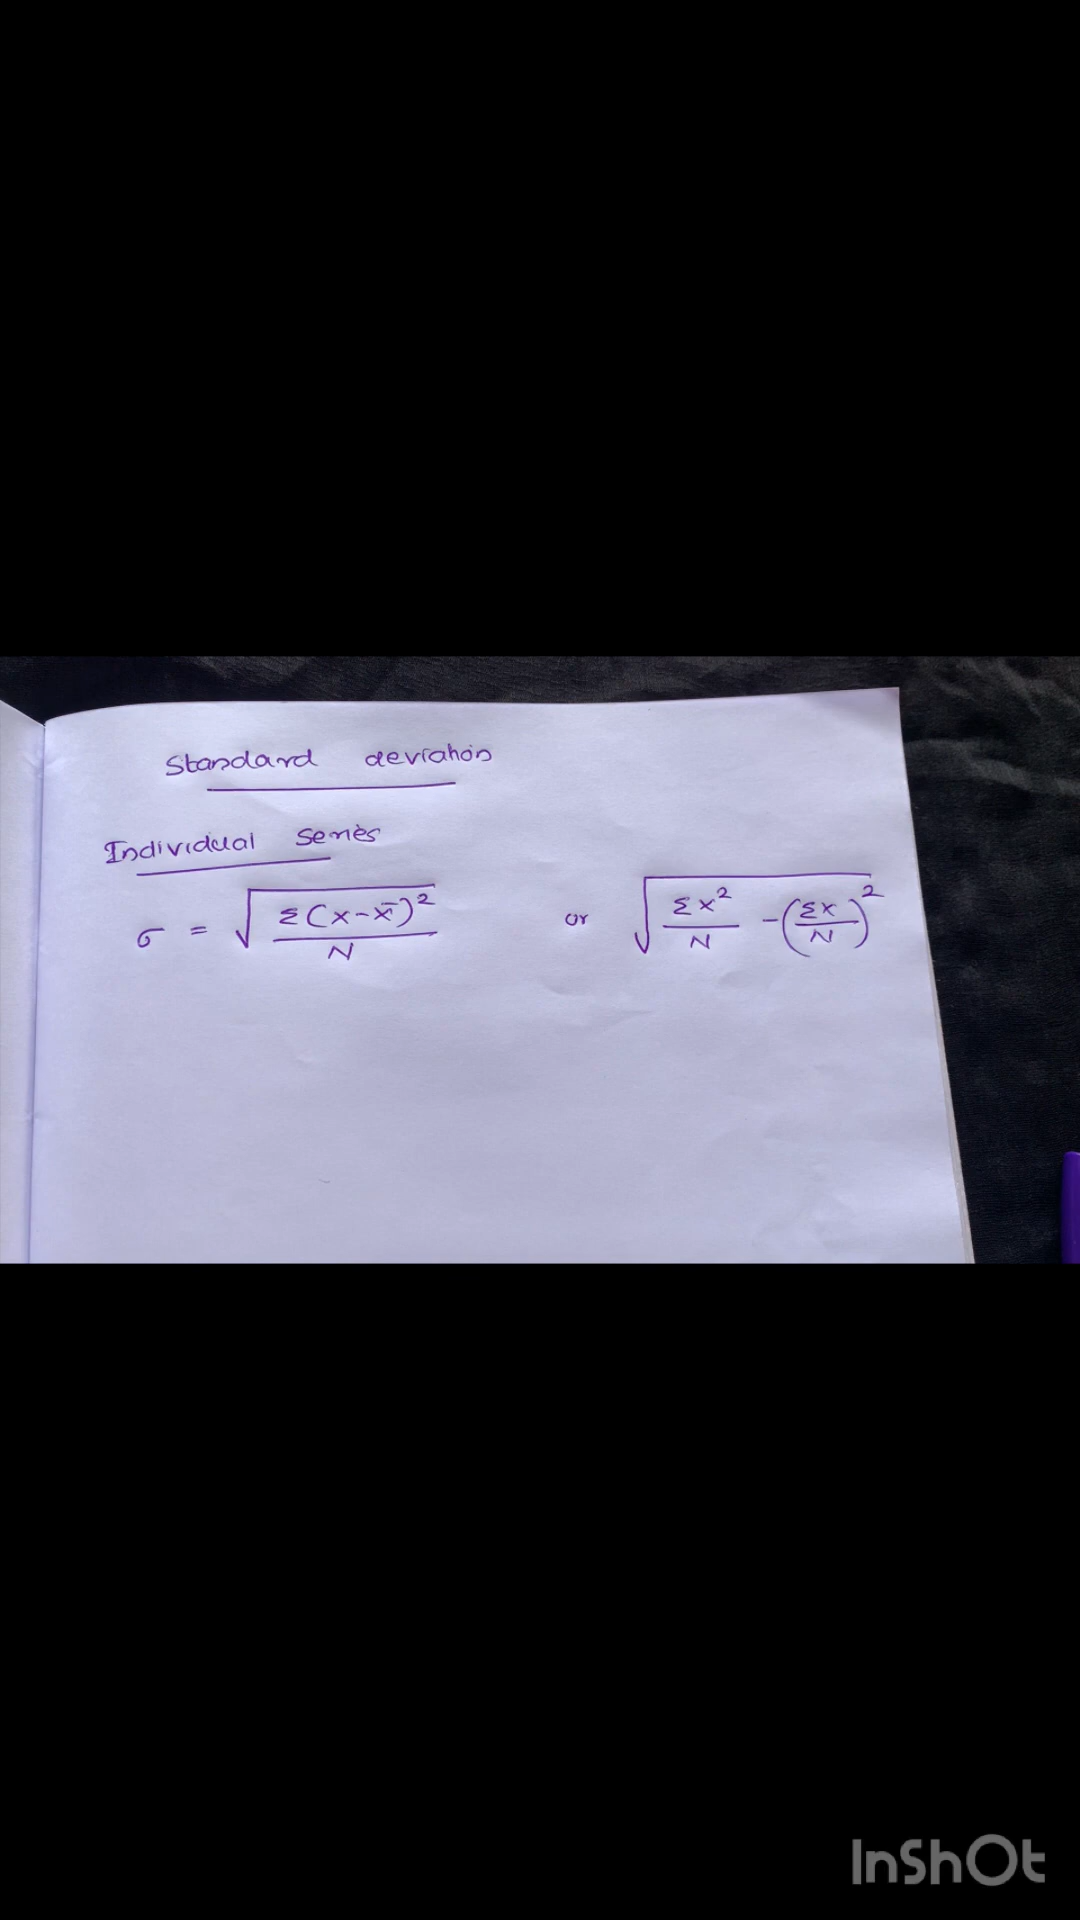 Standard deviation
Individual series
σ = √(Σ(x-x̄)²/N) or √(Σx²/N - (Σx/N)²)
InShOt